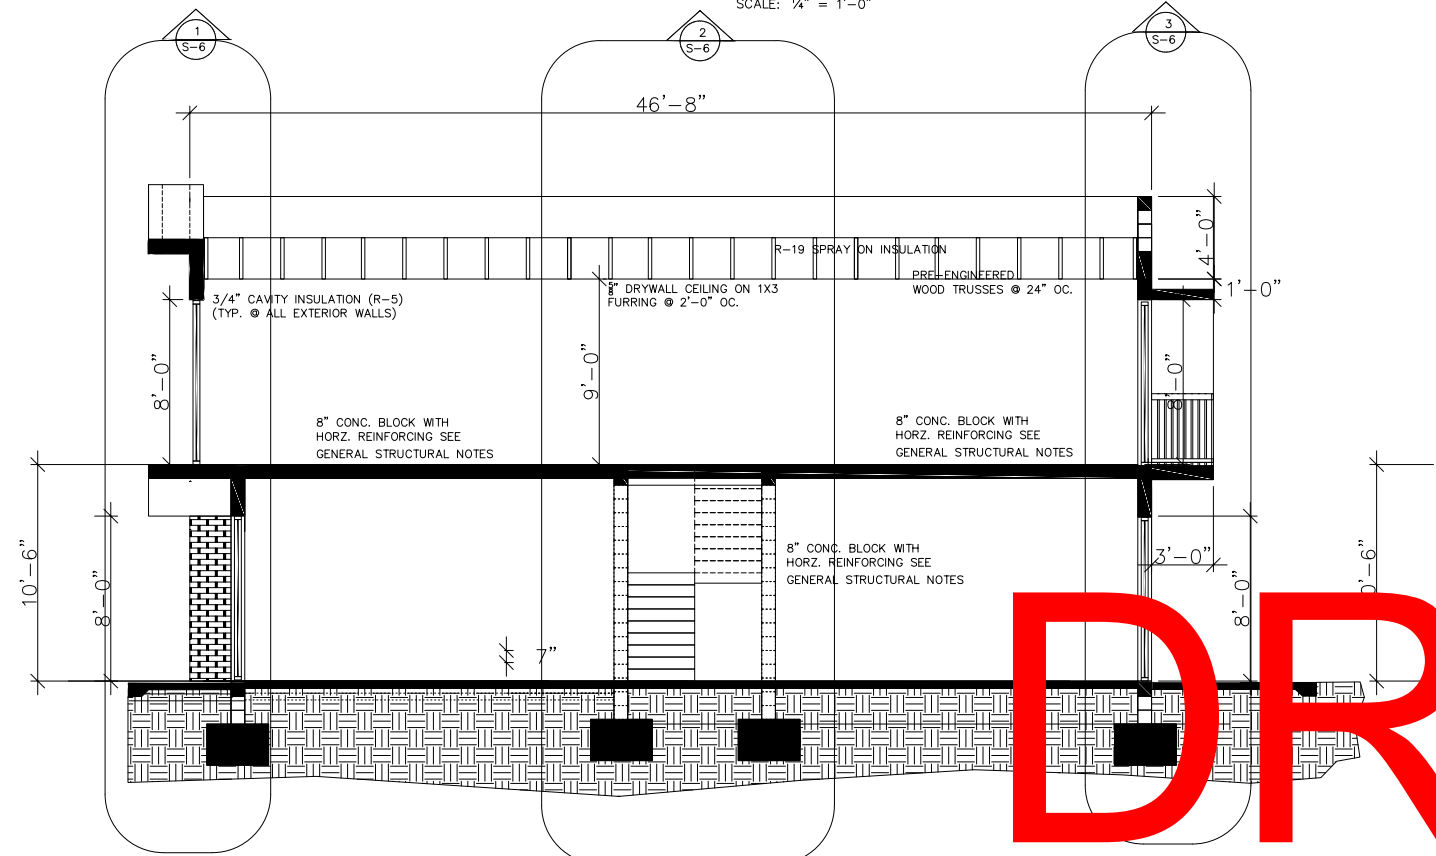 SCALE: ¼" = 1'-0"
1
S-6
2
S-6
3
S-6
46'-8"
4'-0"
R-19 SPRAY ON INSULATION
PRE-ENGINFERED
WOOD TRUSSES @ 24" OC.
1'-0"
3/4" CAVITY INSULATION (R-5)
(TYP. @ ALL EXTERIOR WALLS)
⅝" DRYWALL CEILING ON 1X3
FURRING @ 2'-0" OC.
8'-0"
9'-0"
8'-0"
8" CONC. BLOCK WITH
HORZ. REINFORCING SEE
GENERAL STRUCTURAL NOTES
8" CONC. BLOCK WITH
HORZ. REINFORCING SEE
GENERAL STRUCTURAL NOTES
8" CONC. BLOCK WITH
HORZ. REINFORCING SEE
GENERAL STRUCTURAL NOTES
10'-6"
8'-0"
3'-0"
8'-0"
0'-6"
7"
DR